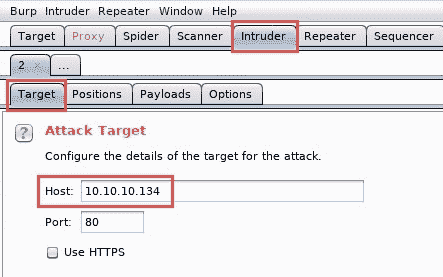 Burp Intruder Repeater Window Help
Target Proxy Spider Scanner Intruder Repeater Sequencer
2 × ...
Target Positions Payloads Options
? Attack Target
Configure the details of the target for the attack.
Host: 10.10.10.134
Port: 80
Use HTTPS